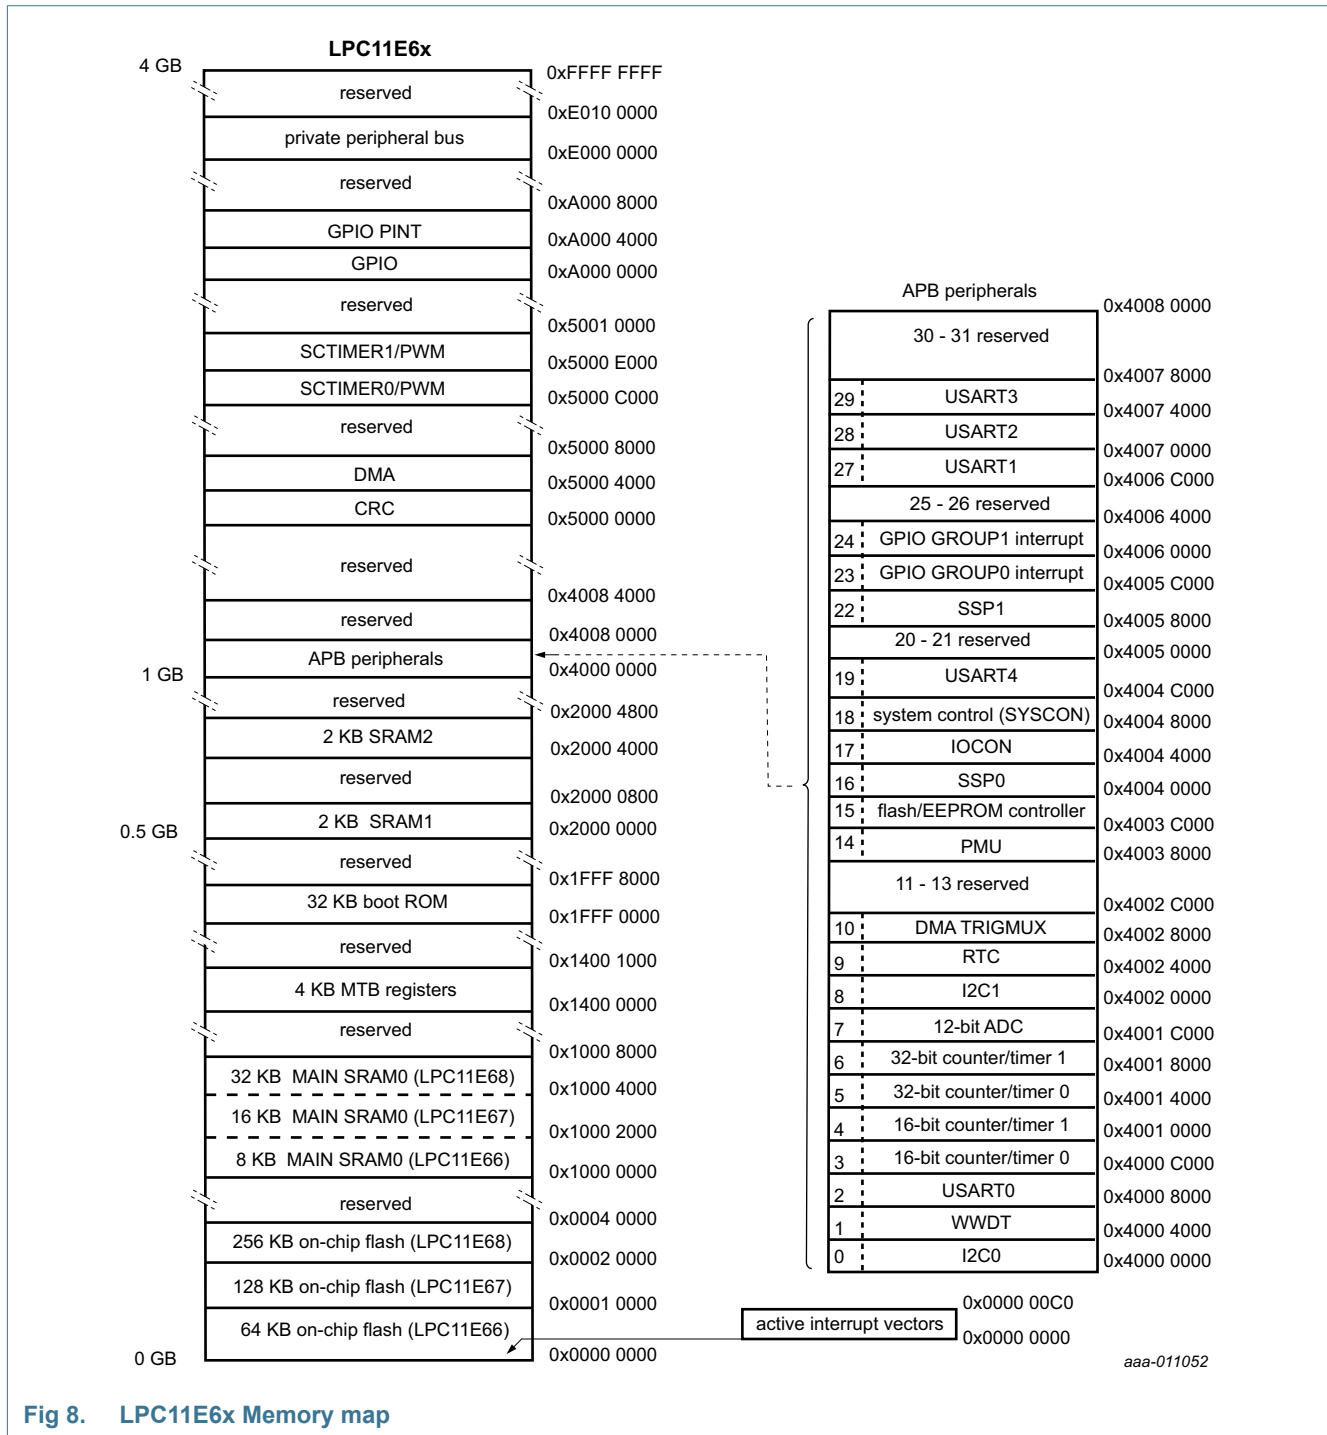 LPC11E6x
4 GB
0xFFFF FFFF
reserved
0xE010 0000
private peripheral bus
0xE000 0000
reserved
0xA000 8000
GPIO PINT
0xA000 4000
GPIO
0xA000 0000
reserved
0x5001 0000
SCTIMER1/PWM
0x5000 E000
SCTIMER0/PWM
0x5000 C000
reserved
0x5000 8000
DMA
0x5000 4000
CRC
0x5000 0000
reserved
0x4008 4000
reserved
0x4008 0000
APB peripherals
0x4000 0000
1 GB
reserved
0x2000 4800
2 KB SRAM2
0x2000 4000
reserved
0x2000 0800
2 KB SRAM1
0x2000 0000
0.5 GB
reserved
0x1FFF 8000
32 KB boot ROM
0x1FFF 0000
reserved
0x1400 1000
4 KB MTB registers
0x1400 0000
reserved
0x1000 8000
32 KB MAIN SRAM0 (LPC11E68)
0x1000 4000
16 KB MAIN SRAM0 (LPC11E67)
0x1000 2000
8 KB MAIN SRAM0 (LPC11E66)
0x1000 0000
reserved
0x0004 0000
256 KB on-chip flash (LPC11E68)
0x0002 0000
128 KB on-chip flash (LPC11E67)
0x0001 0000
64 KB on-chip flash (LPC11E66)
0x0000 0000
0 GB
APB peripherals
0x4008 0000
30 - 31 reserved
0x4007 8000
29 USART3
0x4007 4000
28 USART2
0x4007 0000
27 USART1
0x4006 C000
25 - 26 reserved
0x4006 4000
24 GPIO GROUP1 interrupt
0x4006 0000
23 GPIO GROUP0 interrupt
0x4005 C000
22 SSP1
0x4005 8000
20 - 21 reserved
0x4005 0000
19 USART4
0x4004 C000
18 system control (SYSCON)
0x4004 8000
17 IOCON
0x4004 4000
16 SSP0
0x4004 0000
15 flash/EEPROM controller
0x4003 C000
14 PMU
0x4003 8000
11 - 13 reserved
0x4002 C000
10 DMA TRIGMUX
0x4002 8000
9 RTC
0x4002 4000
8 I2C1
0x4002 0000
7 12-bit ADC
0x4001 C000
6 32-bit counter/timer 1
0x4001 8000
5 32-bit counter/timer 0
0x4001 4000
4 16-bit counter/timer 1
0x4001 0000
3 16-bit counter/timer 0
0x4000 C000
2 USART0
0x4000 8000
1 WWDT
0x4000 4000
0 I2C0
0x4000 0000
0x0000 00C0
active interrupt vectors
0x0000 0000
aaa-011052
Fig 8. LPC11E6x Memory map